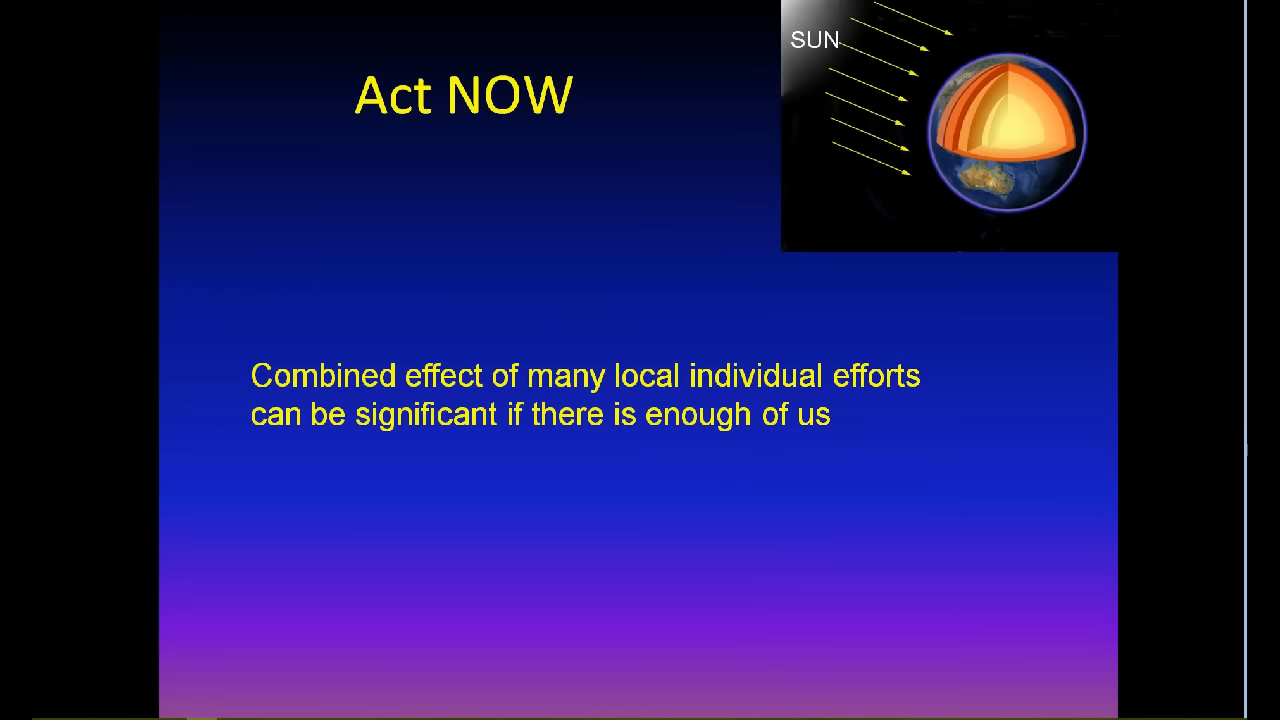 Act NOW
SUN
Combined effect of many local individual efforts
can be significant if there is enough of us